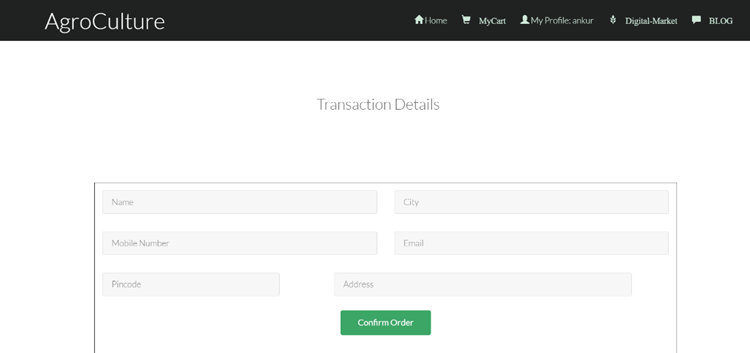 AgroCulture Home MyCart My Profile: ankur Digital-Market BLOG
Transaction Details
Name City
Mobile Number Email
Pincode Address
Confirm Order